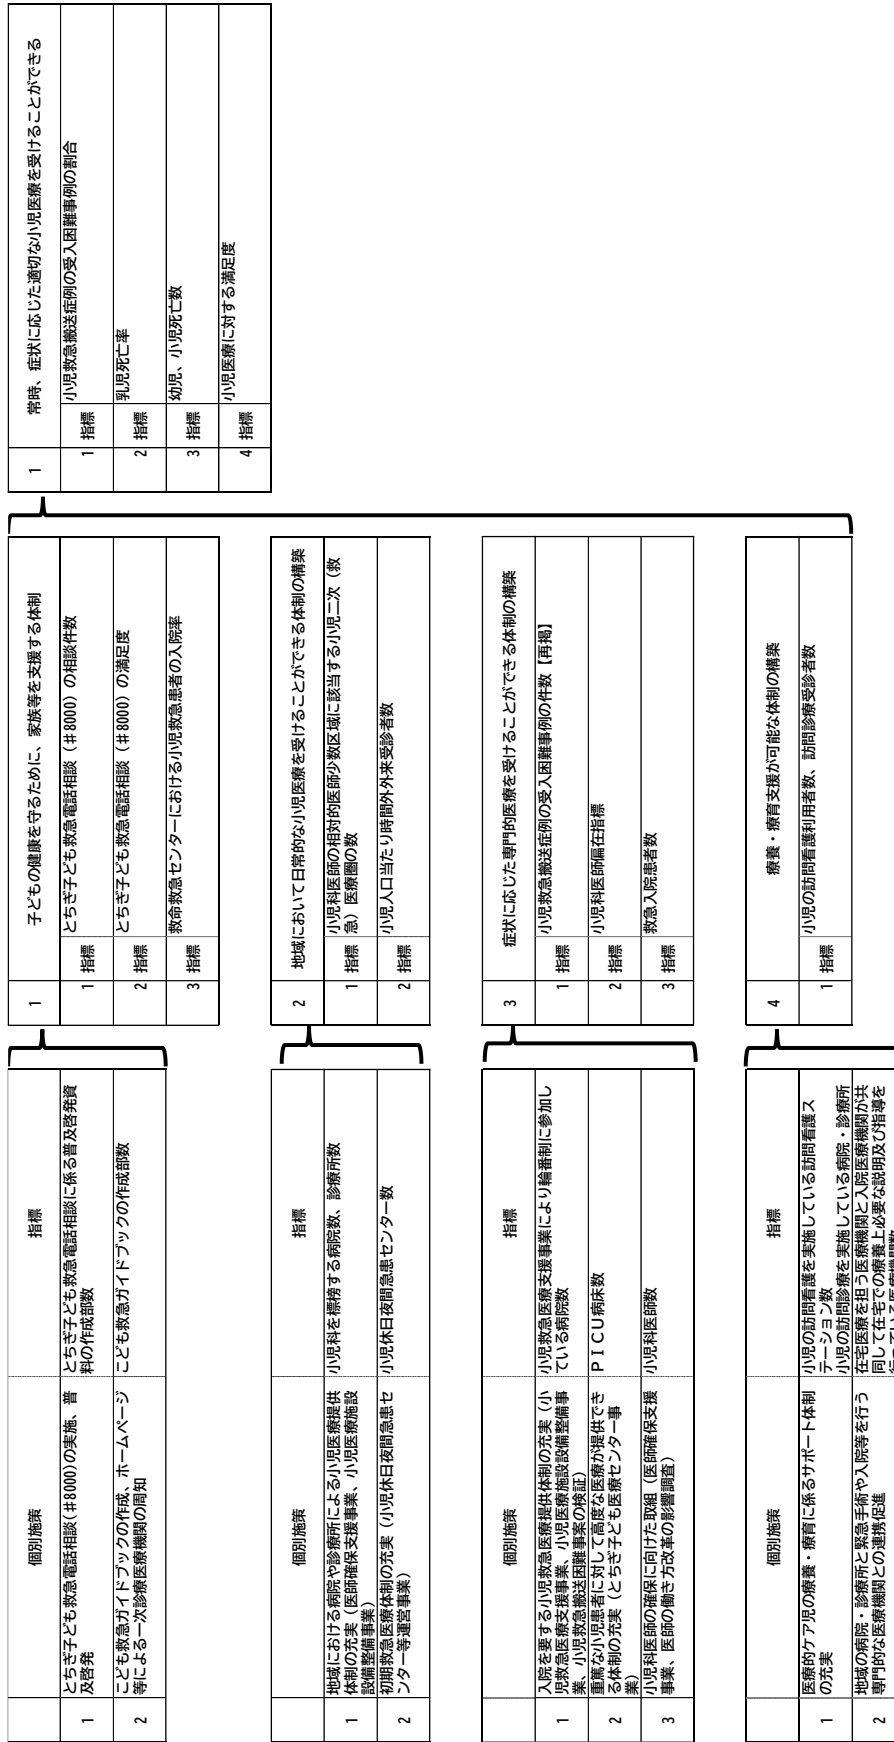 個別施策
指標
1
とちぎ子ども救急電話相談(#8000)の実施、普
及啓発
とちぎ子ども救急電話相談に係る普及啓発資
料の作成部数
2
こども救急ガイドブックの作成、ホームページ
等による一次診療医療機関の周知
こども救急ガイドブックの作成部数
個別施策
指標
1
地域における病院や診療所による小児医療提供
体制の充実(医師確保支援事業、小児医療施設
設備整備事業)
小児科を標榜する病院数、診療所数
2
初期救急医療体制の充実(小児休日夜間急患セ
ンター等運営事業)
小児休日夜間急患センター数
個別施策
指標
1
入院を要する小児救急医療提供体制の充実(小
児救急医療支援事業、小児医療施設設備整備事
業、小児救急搬送困難事業の検証)
小児救急医療支援事業により輪番制に参加し
ている病院数
2
重篤な小児患者に対して高度な医療が提供でき
る体制の充実(とちぎ子ども医療センター事
業)
PICU病床数
3
小児科医師の確保に向けた取組(医師確保支援
事業、医師の働き方改革の影響調査)
小児科医師数
個別施策
指標
1
医療的ケア児の療養・療育に係るサポート体制
の充実
小児の訪問看護を実施している訪問看護ス
テーション数
小児の訪問診療を実施している病院・診療所
2
地域の病院・診療所と緊急手術や入院等を行う
専門的な医療機関との連携促進
在宅医療を担う医療機関と入院医療機関が共
同して在宅での療養上必要な説明及び指導を
1
子どもの健康を守るために、家族等を支援する体制
1 指標
とちぎ子ども救急電話相談(#8000)の相談件数
2 指標
とちぎ子ども救急電話相談(#8000)の満足度
3 指標
救命救急センターにおける小児救急患者の入院率
2
地域において日常的な小児医療を受けることができる体制の構築
1 指標
小児科医師の相対的医師少数区域に該当する小児二次(救
急)医療圏の数
2 指標
小児人口当たり時間外外来受診者数
3
症状に応じた専門的医療を受けることができる体制の構築
1 指標
小児救急搬送症例の受入困難事例の件数【再掲】
2 指標
小児科医師偏在指標
3 指標
救急入院患者数
4
療養・療育支援が可能な体制の構築
1 指標
小児の訪問看護利用者数、訪問診療受診者数
1
常時、症状に応じた適切な小児医療を受けることができる
1 指標
小児救急搬送症例の受入困難事例の割合
2 指標
乳児死亡率
3 指標
幼児、小児死亡数
4 指標
小児医療に対する満足度